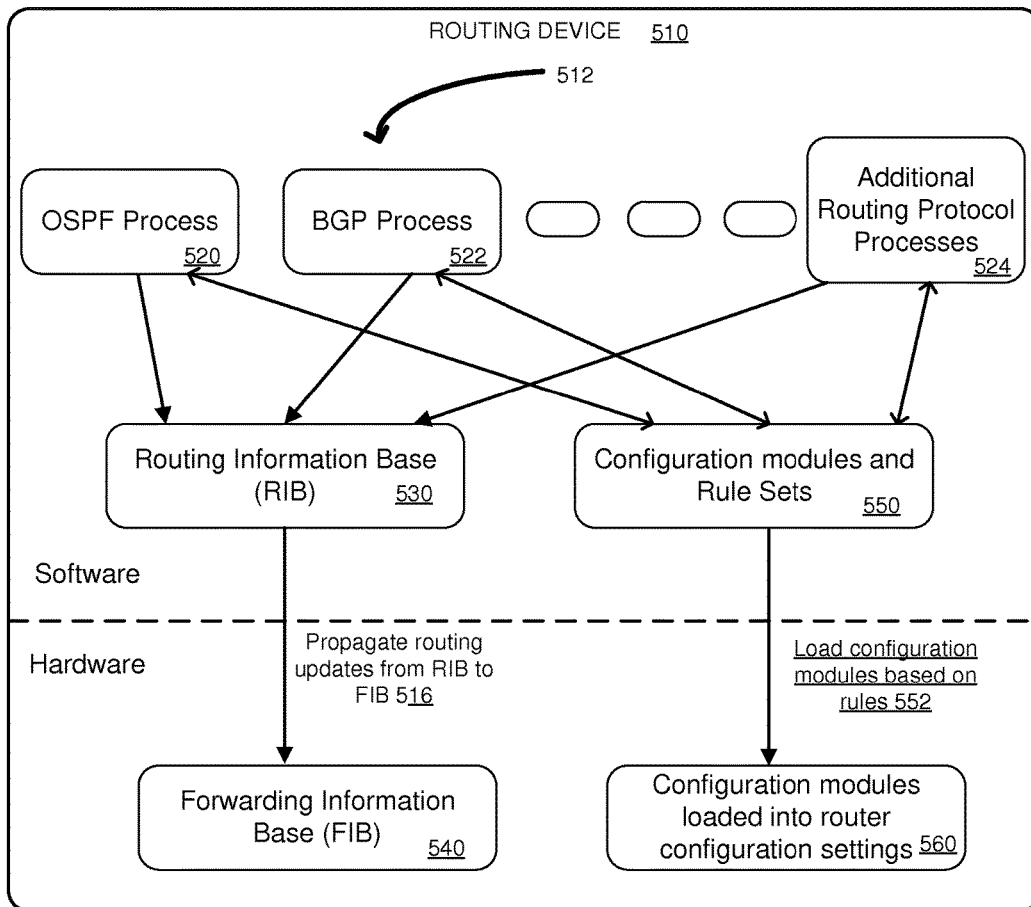 ROUTING DEVICE 510
512
OSPF Process
520
BGP Process
522
Additional
Routing Protocol
Processes
524
Routing Information Base
(RIB)
530
Configuration modules and
Rule Sets
550
Software
Hardware
Propagate routing
updates from RIB to
FIB 516
Load configuration
modules based on
rules 552
Forwarding Information
Base (FIB)
540
Configuration modules
loaded into router
configuration settings
560